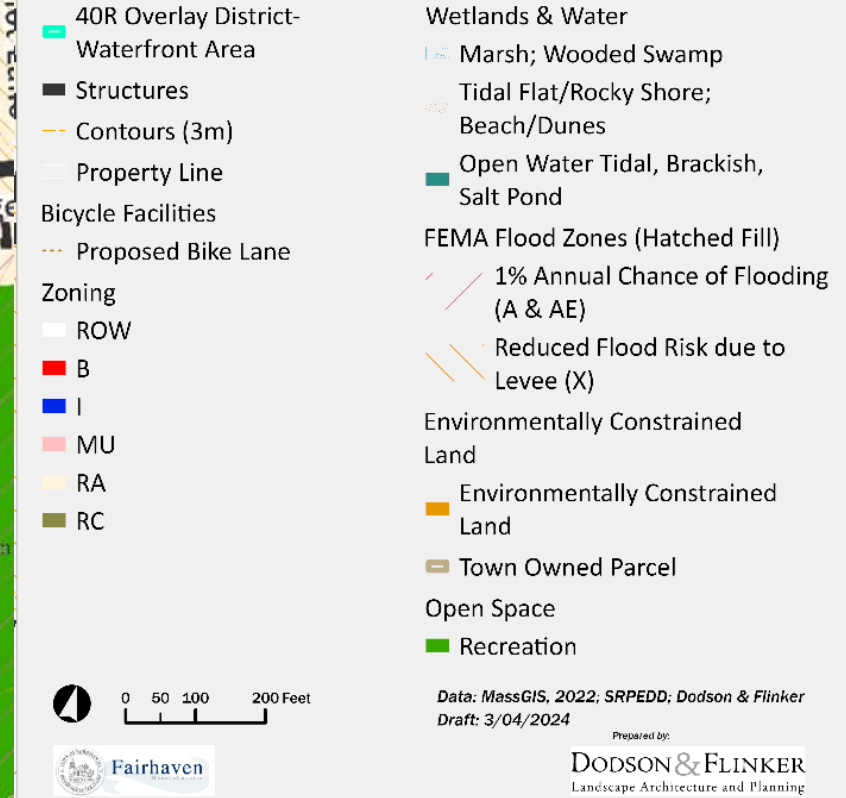 40R Overlay District-
Waterfront Area
Structures
Contours (3m)
Property Line
Bicycle Facilities
Proposed Bike Lane
Zoning
ROW
B
I
MU
RA
RC
Wetlands & Water
Marsh; Wooded Swamp
Tidal Flat/Rocky Shore;
Beach/Dunes
Open Water Tidal, Brackish,
Salt Pond
FEMA Flood Zones (Hatched Fill)
1% Annual Chance of Flooding
(A & AE)
Reduced Flood Risk due to
Levee (X)
Environmentally Constrained
Land
Environmentally Constrained
Land
Town Owned Parcel
Open Space
Recreation
0 50 100 200 Feet
Data: MassGIS, 2022; SRPEDD; Dodson & Flinker
Draft: 3/04/2024
Prepared by:
Fairhaven
DODSON & FLINKER
Landscape Architecture and Planning